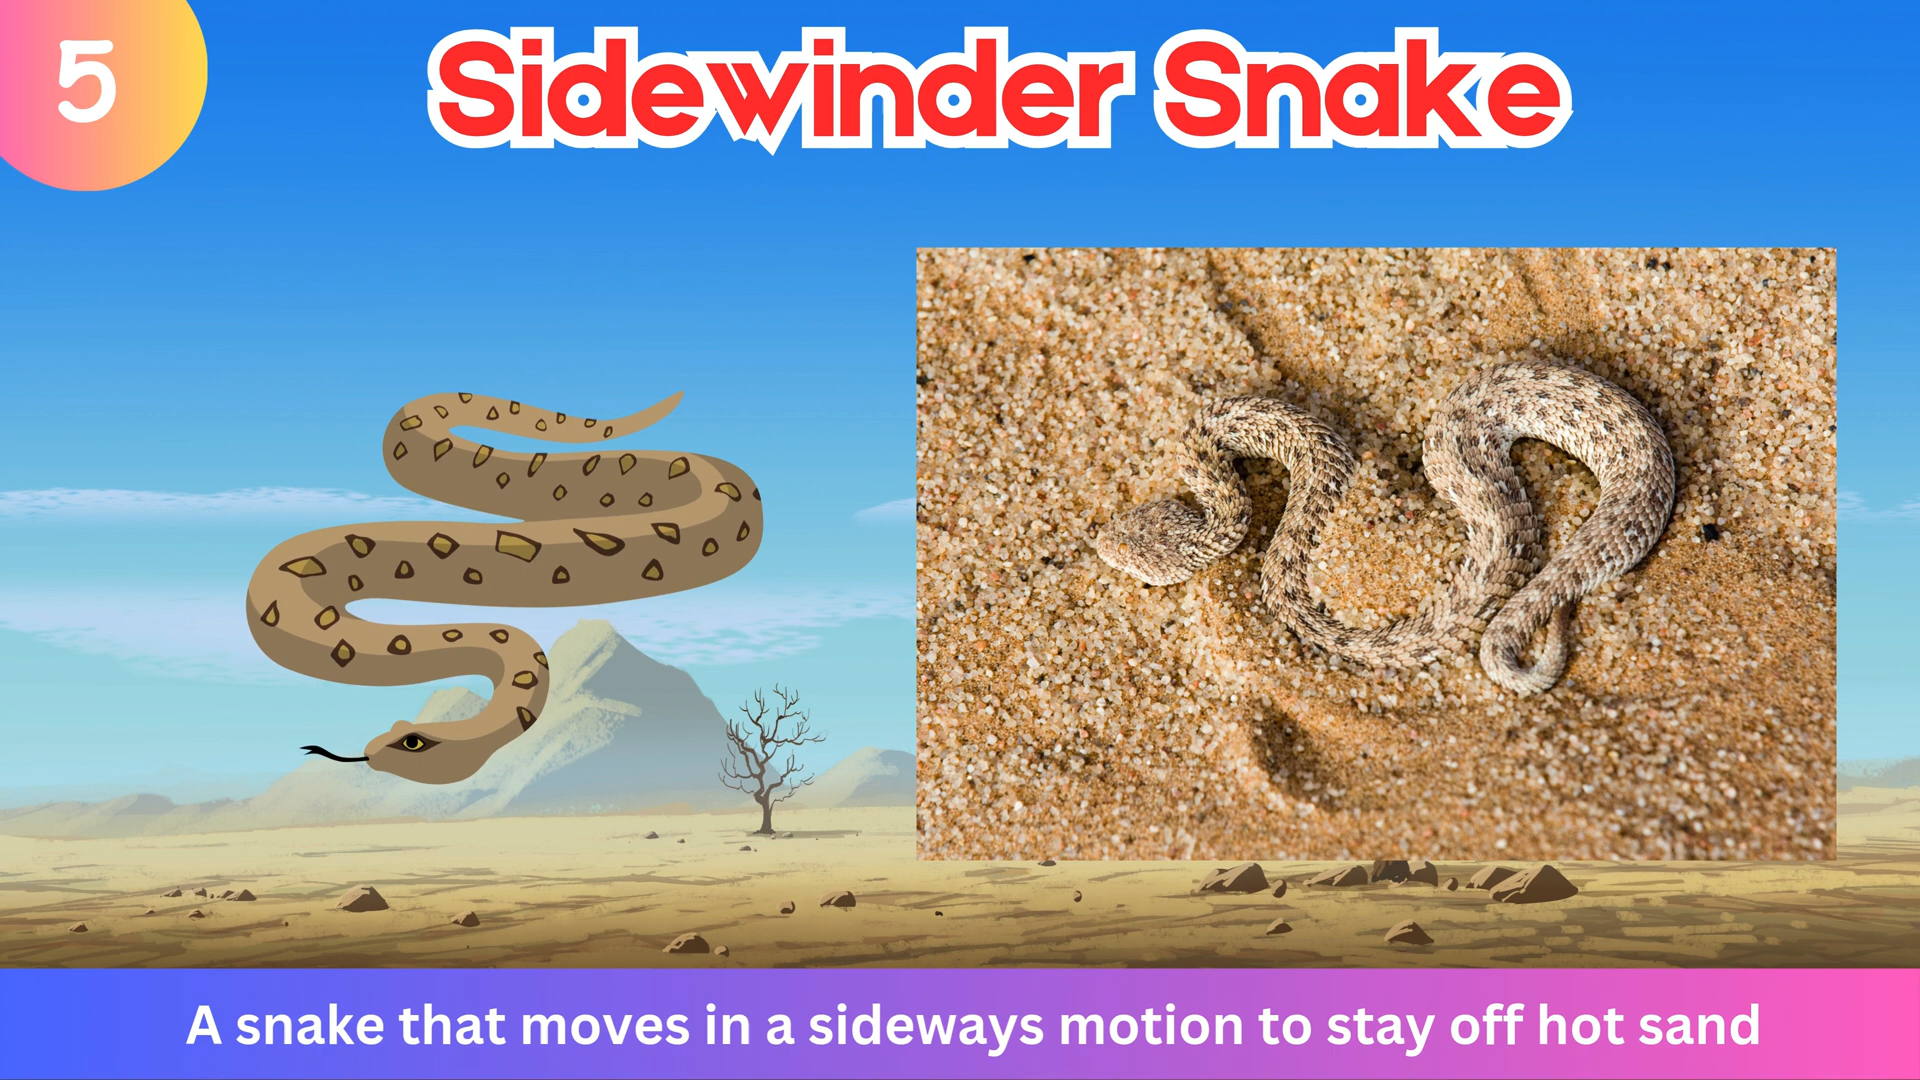 5
Sidewinder Snake
A snake that moves in a sideways motion to stay off hot sand